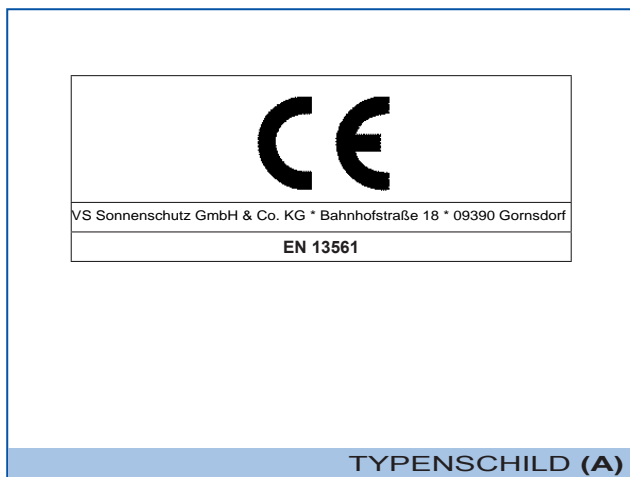 CE
VS Sonnenschutz GmbH & Co. KG * Bahnhofstraße 18 * 09390 Gornsdorf
EN 13561
TYPENSCHILD (A)